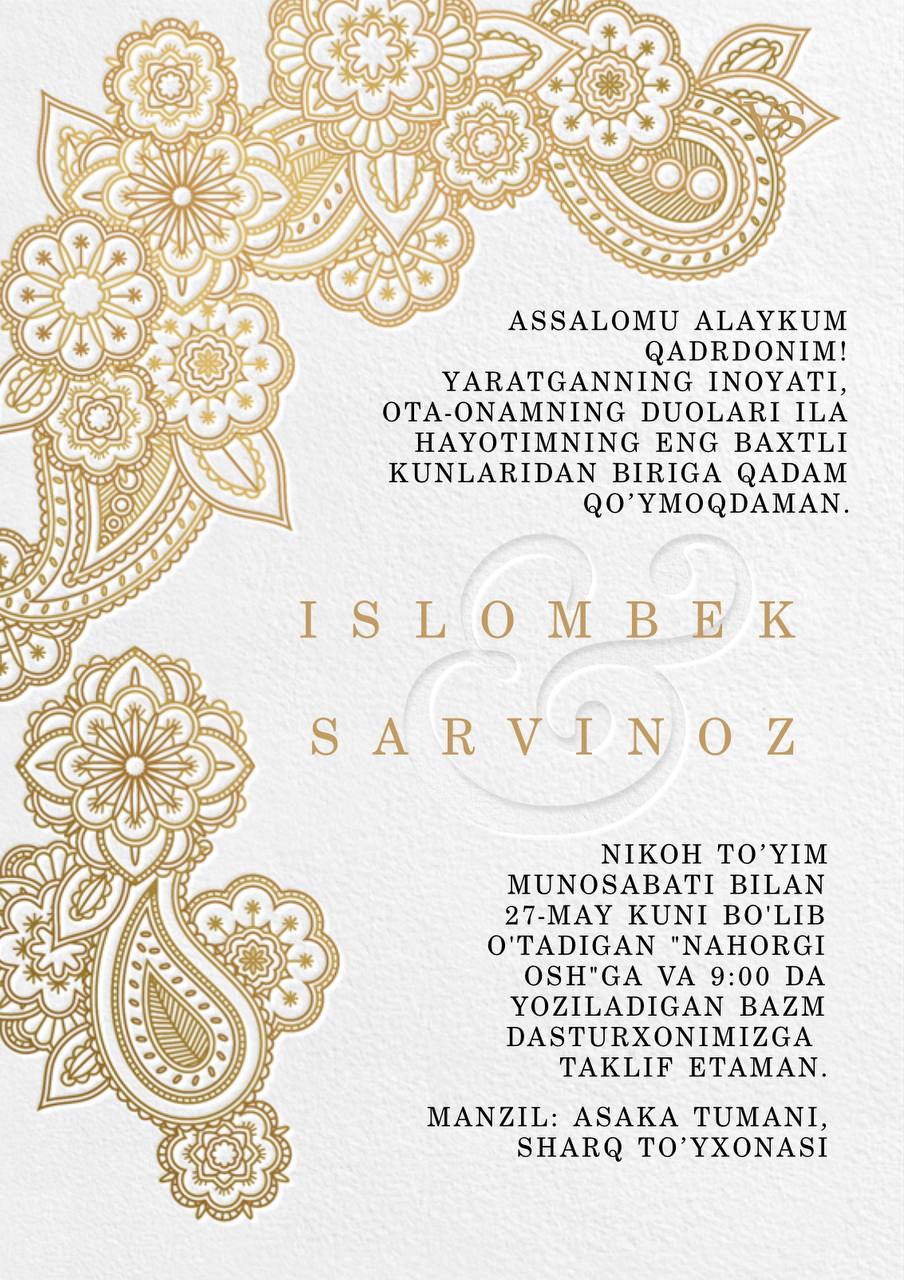 ASSALOMU ALAYKUM
QADRDONIM!
YARATGANNING INOYATI,
OTA-ONAMNING DUOLARI ILA
HAYOTIMNING ENG BAXTLI
KUNLARIDAN BIRIGA QADAM
QO’YMOQDAMAN.
&
ISLOMBEK
SARVINOZ
NIKOH TO’YIM
MUNOSABATI BILAN
27-MAY KUNI BO'LIB
O'TADIGAN "NAHORGI
OSH"GA VA 9:00 DA
YOZILADIGAN BAZM
DASTURXONIMIZGA
TAKLIF ETAMAN.
MANZIL: ASAKA TUMANI,
SHARQ TO’YXONASI